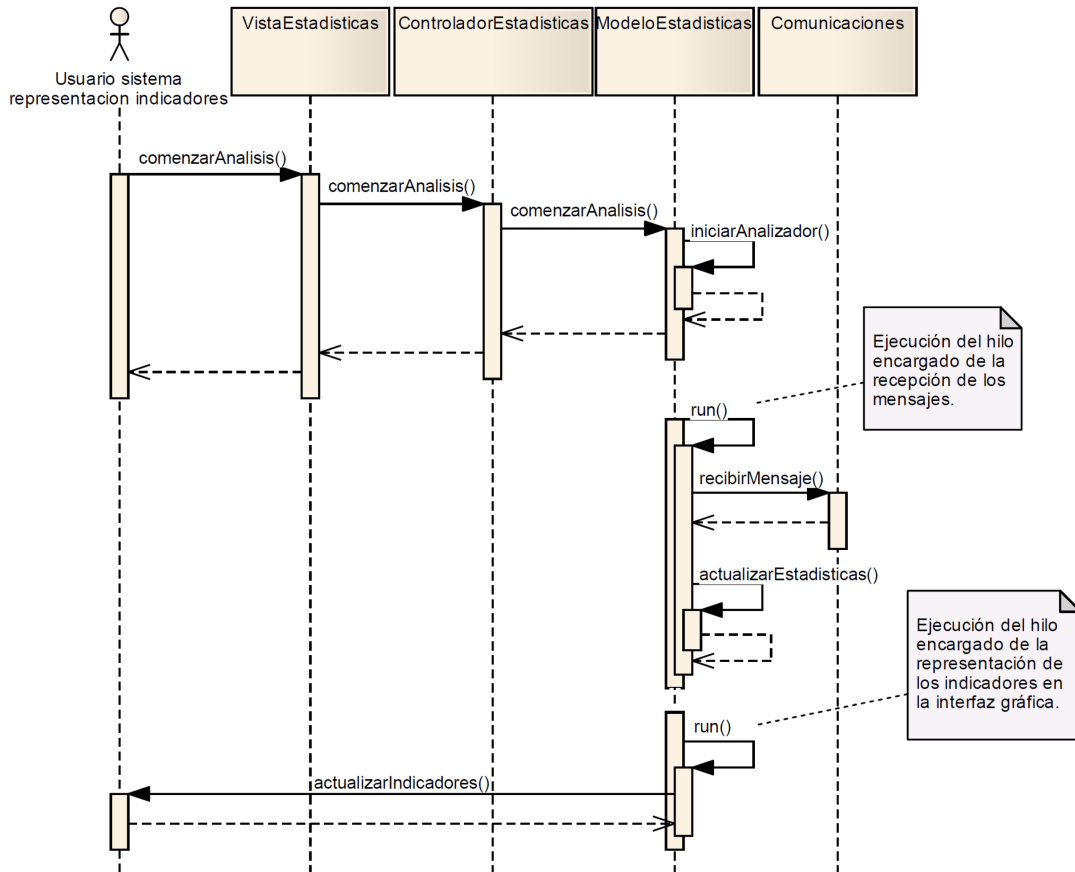 VistaEstadisticas
ControladorEstadisticas
ModeloEstadisticas
Comunicaciones
Usuario sistema
representacion indicadores
comenzarAnalisis()
comenzarAnalisis()
comenzarAnalisis()
iniciarAnalizador()
Ejecución del hilo
encargado de la
recepción de los
mensajes.
run()
recibirMensaje()
actualizarEstadisticas()
Ejecución del hilo
encargado de la
representación de
los indicadores en
la interfaz gráfica.
run()
actualizarIndicadores()